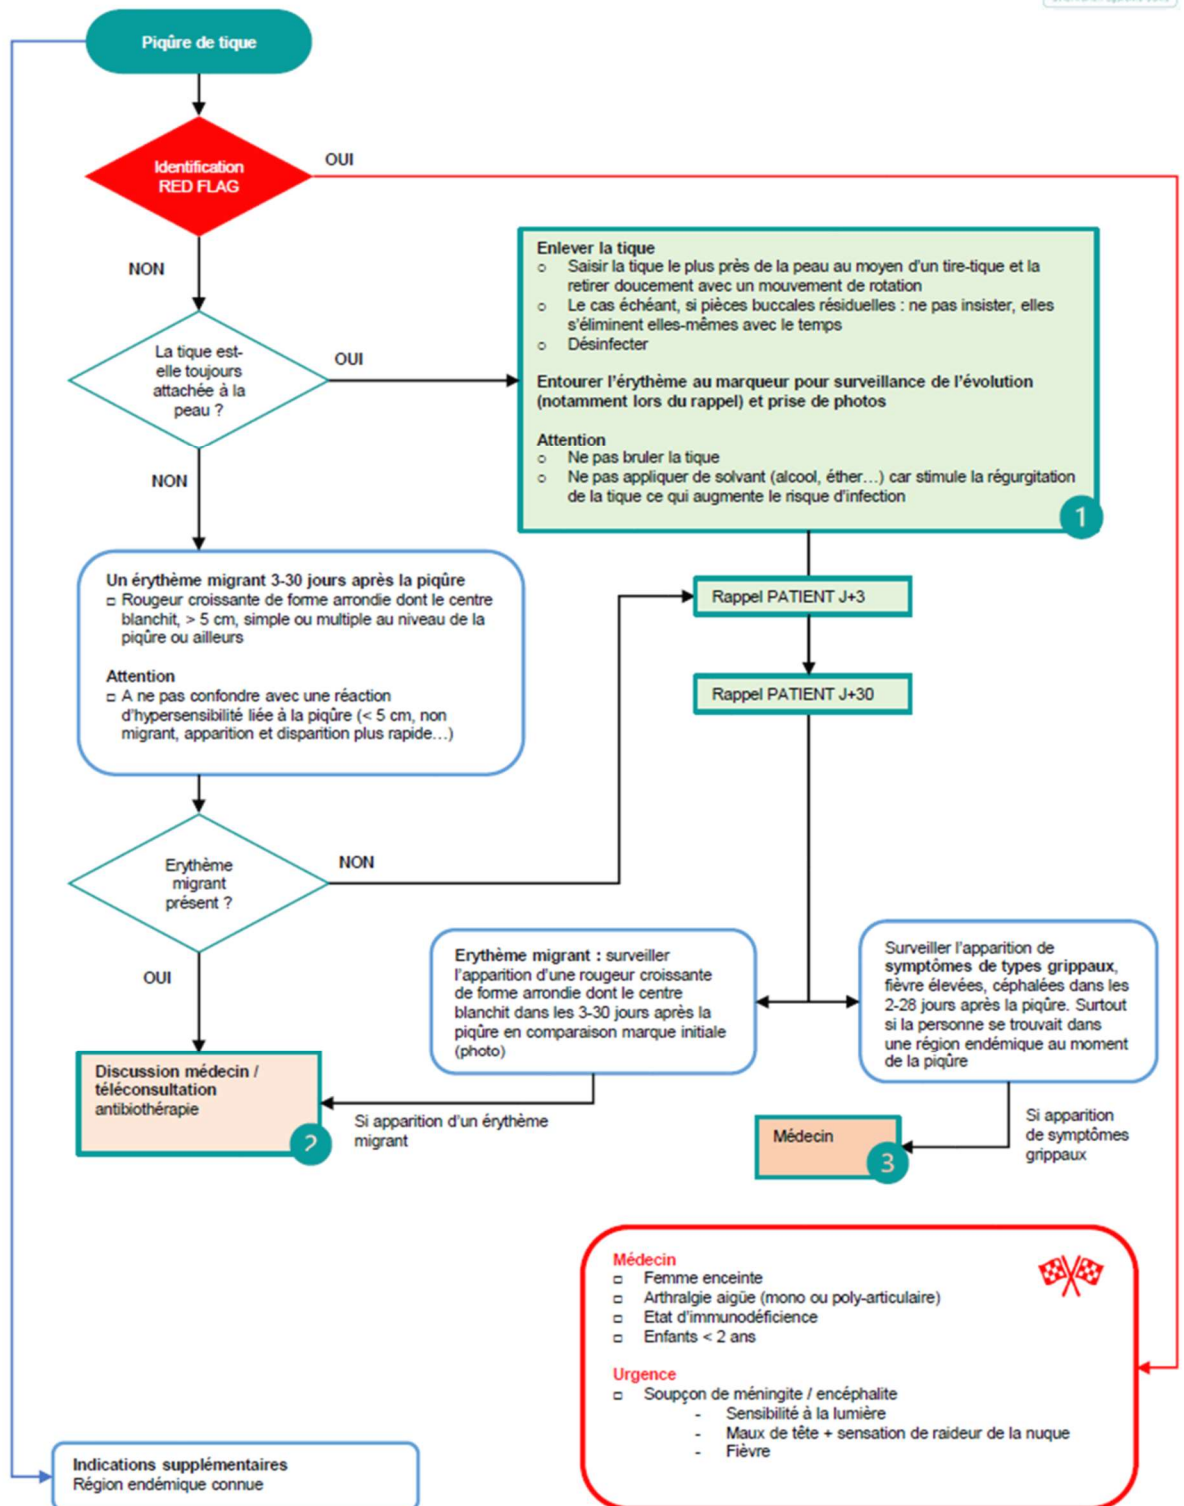 Piqûre de tique
Identification
RED FLAG
OUI
NON
La tique est-
elle toujours
attachée à la
peau ?
OUI
NON
Enlever la tique
o Saisir la tique le plus près de la peau au moyen d’un tire-tique et la
retirer doucement avec un mouvement de rotation
o Le cas échéant, si pièces buccales résiduelles : ne pas insister, elles
s’éliminent elles-mêmes avec le temps
o Désinfecter
Entourer l’érythème au marqueur pour surveillance de l’évolution
(notamment lors du rappel) et prise de photos
Attention
o Ne pas bruler la tique
o Ne pas appliquer de solvant (alcool, éther…) car stimule la régurgitation
de la tique ce qui augmente le risque d’infection
1
Un érythème migrant 3-30 jours après la piqûre
□ Rougeur croissante de forme arrondie dont le centre
blanchit, > 5 cm, simple ou multiple au niveau de la
piqûre ou ailleurs
Attention
□ A ne pas confondre avec une réaction
d’hypersensibilité liée à la piqûre (< 5 cm, non
migrant, apparition et disparition plus rapide…)
Rappel PATIENT J+3
Rappel PATIENT J+30
Erythème
migrant
présent ?
NON
OUI
Erythème migrant : surveiller
l’apparition d’une rougeur croissante
de forme arrondie dont le centre
blanchit dans les 3-30 jours après la
piqûre en comparaison marque initiale
(photo)
Surveiller l’apparition de
symptômes de types grippaux,
fièvre élevées, céphalées dans les
2-28 jours après la piqûre. Surtout
si la personne se trouvait dans
une région endémique au moment
de la piqûre
Discussion médecin /
téléconsultation
antibiothérapie
2
Si apparition d’un érythème
migrant
Médecin
3
Si apparition
de symptômes
grippaux
Médecin
□ Femme enceinte
□ Arthralgie aigüe (mono ou poly-articulaire)
□ Etat d’immunodéficience
□ Enfants < 2 ans
Urgence
□ Soupçon de méningite / encéphalite
- Sensibilité à la lumière
- Maux de tête + sensation de raideur de la nuque
- Fièvre
Indications supplémentaires
Région endémique connue